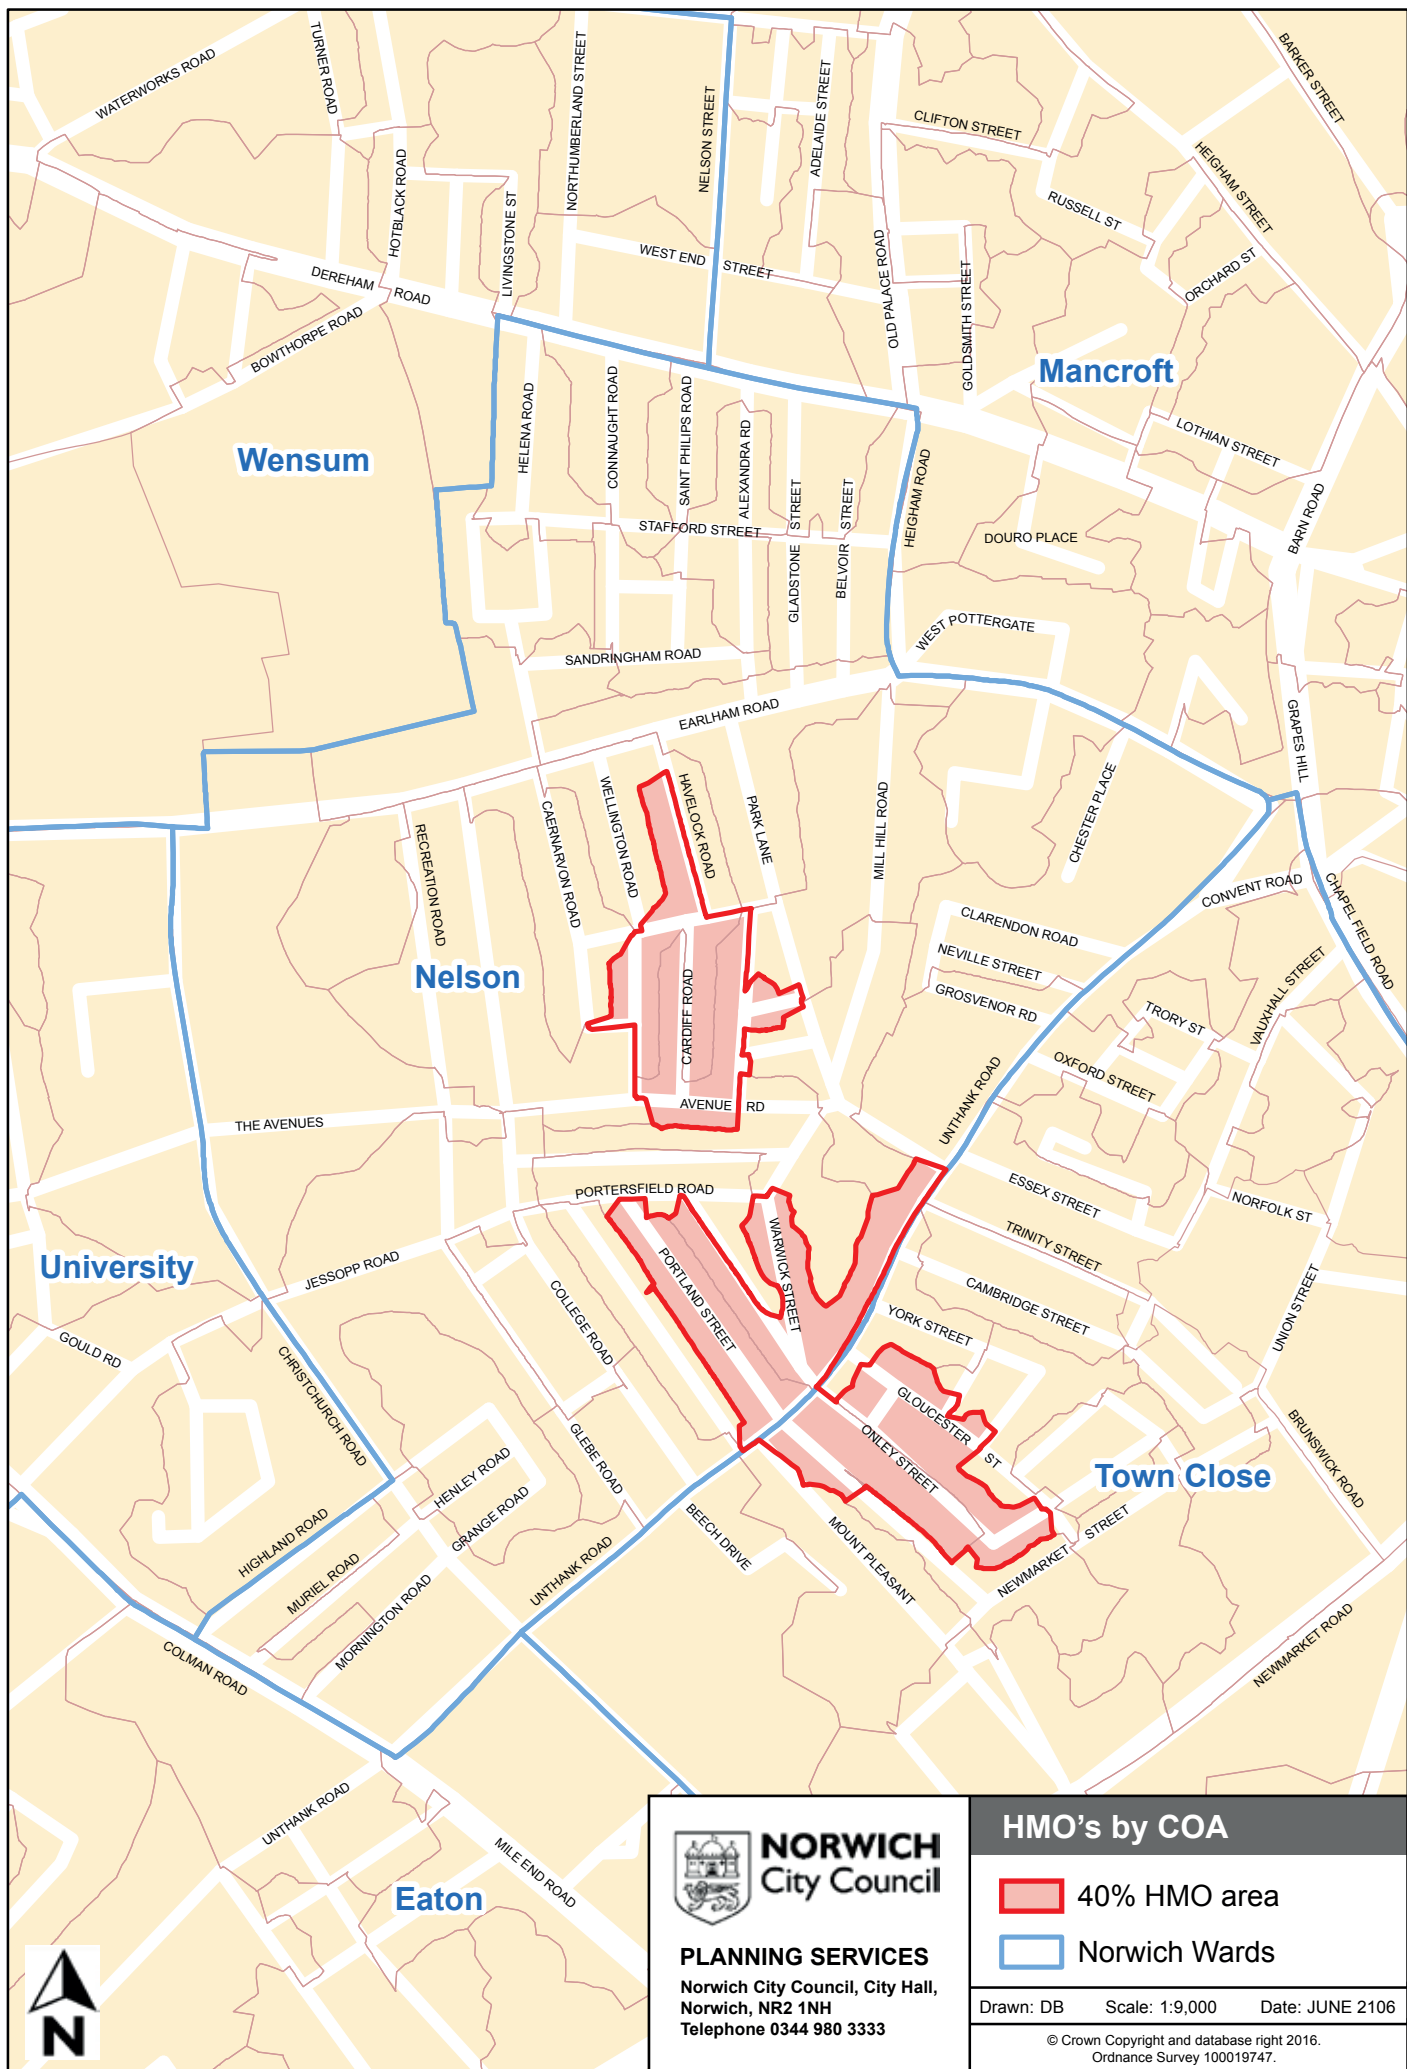 WATERWORKS ROAD
TURNER ROAD
NORTHUMBERLAND STREET
NELSON STREET
ADELAIDE STREET
CLIFTON STREET
BARKER STREET
HEIGHAM STREET
HOTBLACK ROAD
LIVINGSTONE ST
WEST END STREET
OLD PALACE ROAD
RUSSELL ST
ORCHARD ST
GOLDSMITH STREET
DEREHAM ROAD
BOWTHORPE ROAD
Mancroft
HELENA ROAD
CONNAUGHT ROAD
SAINT PHILIPS ROAD
ALEXANDRA RD
GLADSTONE STREET
BELVOIR STREET
HEIGHAM ROAD
LOTHIAN STREET
Wensum
STAFFORD STREET
DOURO PLACE
BARN ROAD
WEST POTTERGATE
SANDRINGHAM ROAD
EARLHAM ROAD
GRAPES HILL
HAVELOCK ROAD
WELLINGTON ROAD
CAERNARVON ROAD
PARK LANE
MILL HILL ROAD
CHESTER PLACE
RECREATION ROAD
CONVENT ROAD
CHAPEL FIELD ROAD
CLARENDON ROAD
NEVILLE STREET
GROSVENOR RD
Nelson
CARDIFF ROAD
TRORY ST
VAUXHALL STREET
OXFORD STREET
UNTHANK ROAD
AVENUE RD
THE AVENUES
PORTERSFIELD ROAD
ESSEX STREET
NORFOLK ST
TRINITY STREET
WARWICK STREET
University
JESSOPP ROAD
PORTLAND STREET
CAMBRIDGE STREET
UNION STREET
YORK STREET
COLLEGE ROAD
GOULD RD
CHRISTCHURCH ROAD
GLOUCESTER ST
ONLEY STREET
BRUNSWICK ROAD
GLEBE ROAD
Town Close
HENLEY ROAD
GRANGE ROAD
HIGHLAND ROAD
BEECH DRIVE
MOUNT PLEASANT
NEWMARKET STREET
MURIEL ROAD
UNTHANK ROAD
MORNINGTON ROAD
COLMAN ROAD
NEWMARKET ROAD
UNTHANK ROAD
MILE END ROAD
Eaton
N
NORWICH
City Council
PLANNING SERVICES
Norwich City Council, City Hall,
Norwich, NR2 1NH
Telephone 0344 980 3333
HMO's by COA
40% HMO area
Norwich Wards
Drawn: DB Scale: 1:9,000 Date: JUNE 2106
© Crown Copyright and database right 2016.
Ordnance Survey 100019747.